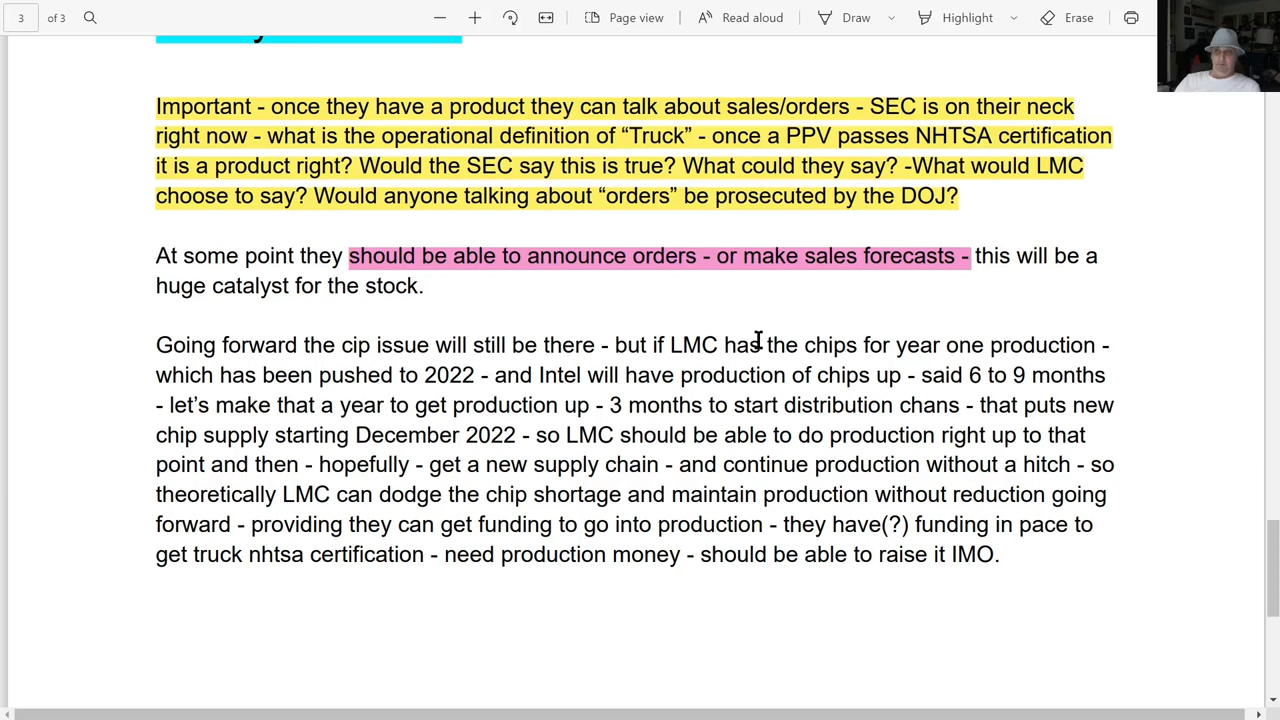 3 of 3 Page view Read aloud Draw Highlight Erase
Important - once they have a product they can talk about sales/orders - SEC is on their neck
right now - what is the operational definition of “Truck” - once a PPV passes NHTSA certification
it is a product right? Would the SEC say this is true? What could they say? -What would LMC
choose to say? Would anyone talking about “orders” be prosecuted by the DOJ?
At some point they should be able to announce orders - or make sales forecasts - this will be a
huge catalyst for the stock.
Going forward the cip issue will still be there - but if LMC has the chips for year one production -
which has been pushed to 2022 - and Intel will have production of chips up - said 6 to 9 months
- let’s make that a year to get production up - 3 months to start distribution chans - that puts new
chip supply starting December 2022 - so LMC should be able to do production right up to that
point and then - hopefully - get a new supply chain - and continue production without a hitch - so
theoretically LMC can dodge the chip shortage and maintain production without reduction going
forward - providing they can get funding to go into production - they have(?) funding in pace to
get truck nhtsa certification - need production money - should be able to raise it IMO.